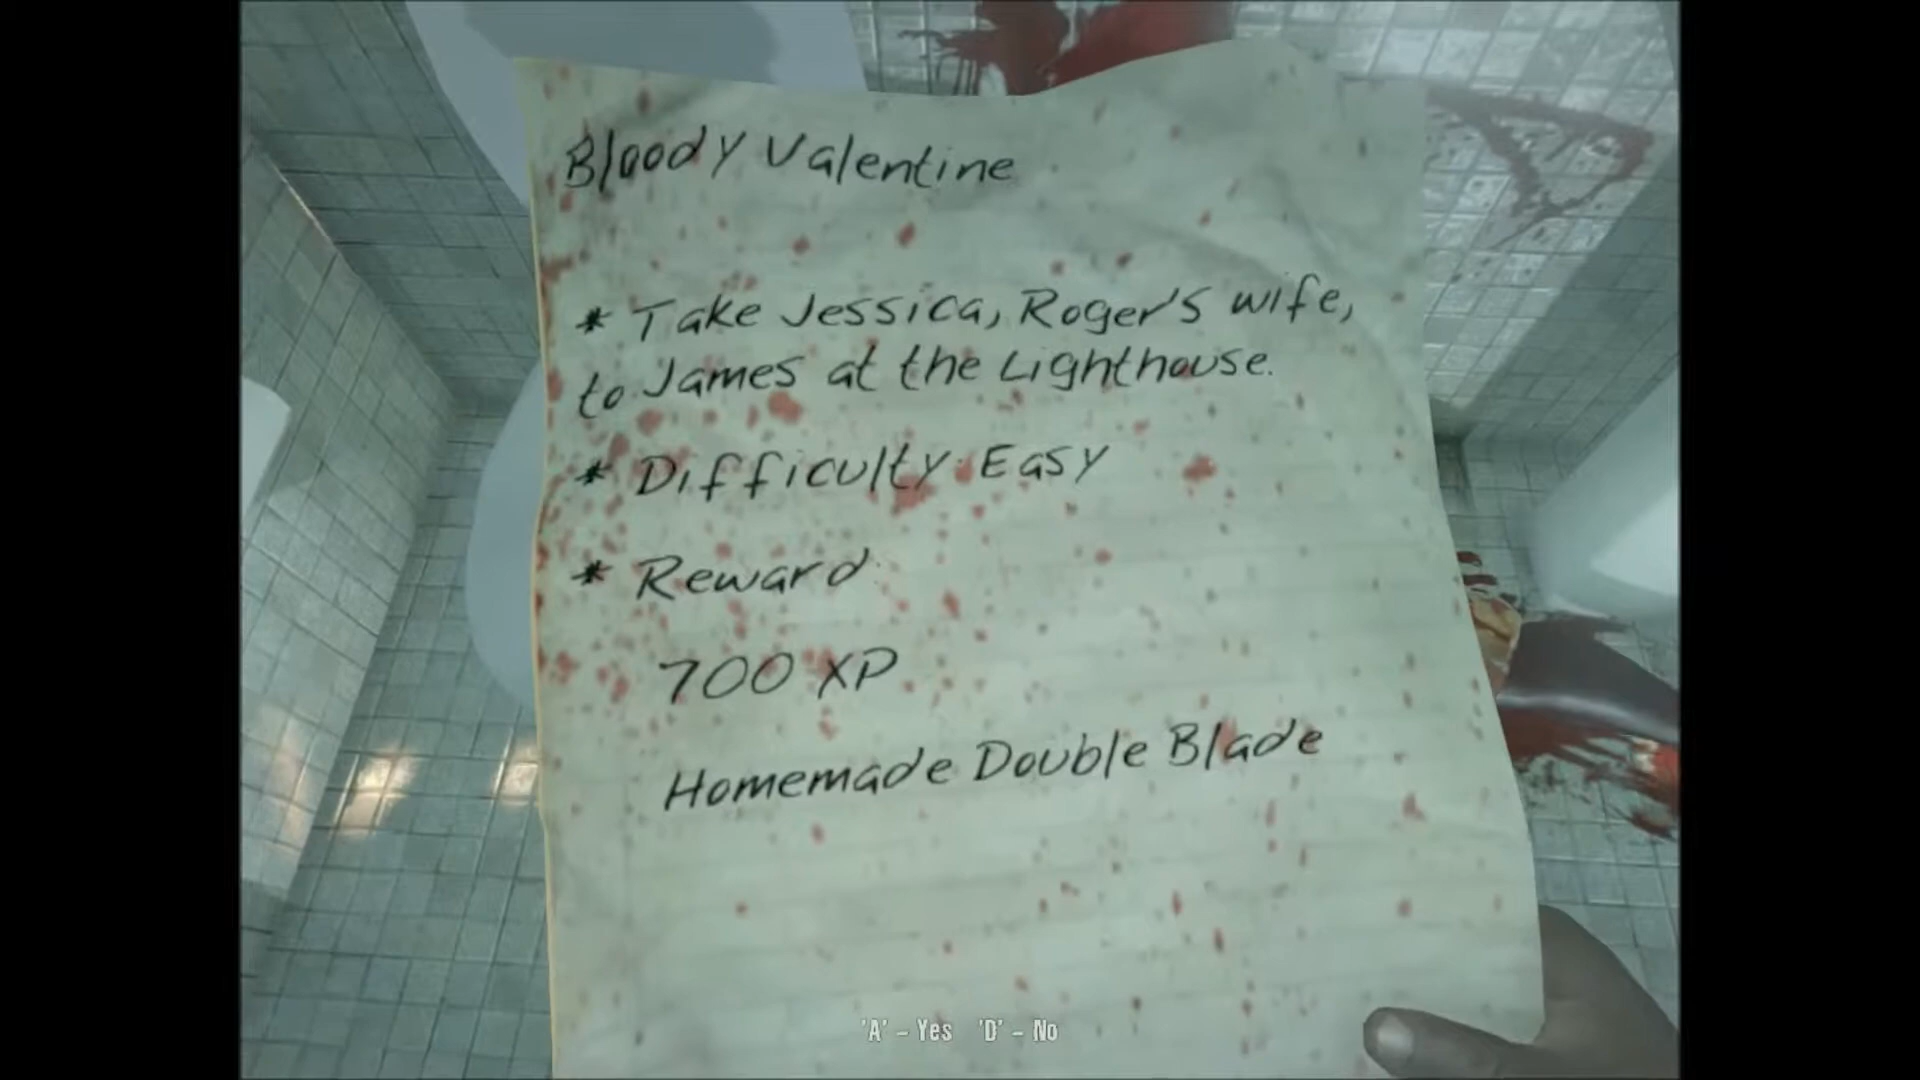 Bloody Valentine
* Take Jessica, Roger's wife,
to James at the Lighthouse.
* Difficulty: Easy
* Reward
700 XP
Homemade Double Blade
'A' – Yes 'D' – No